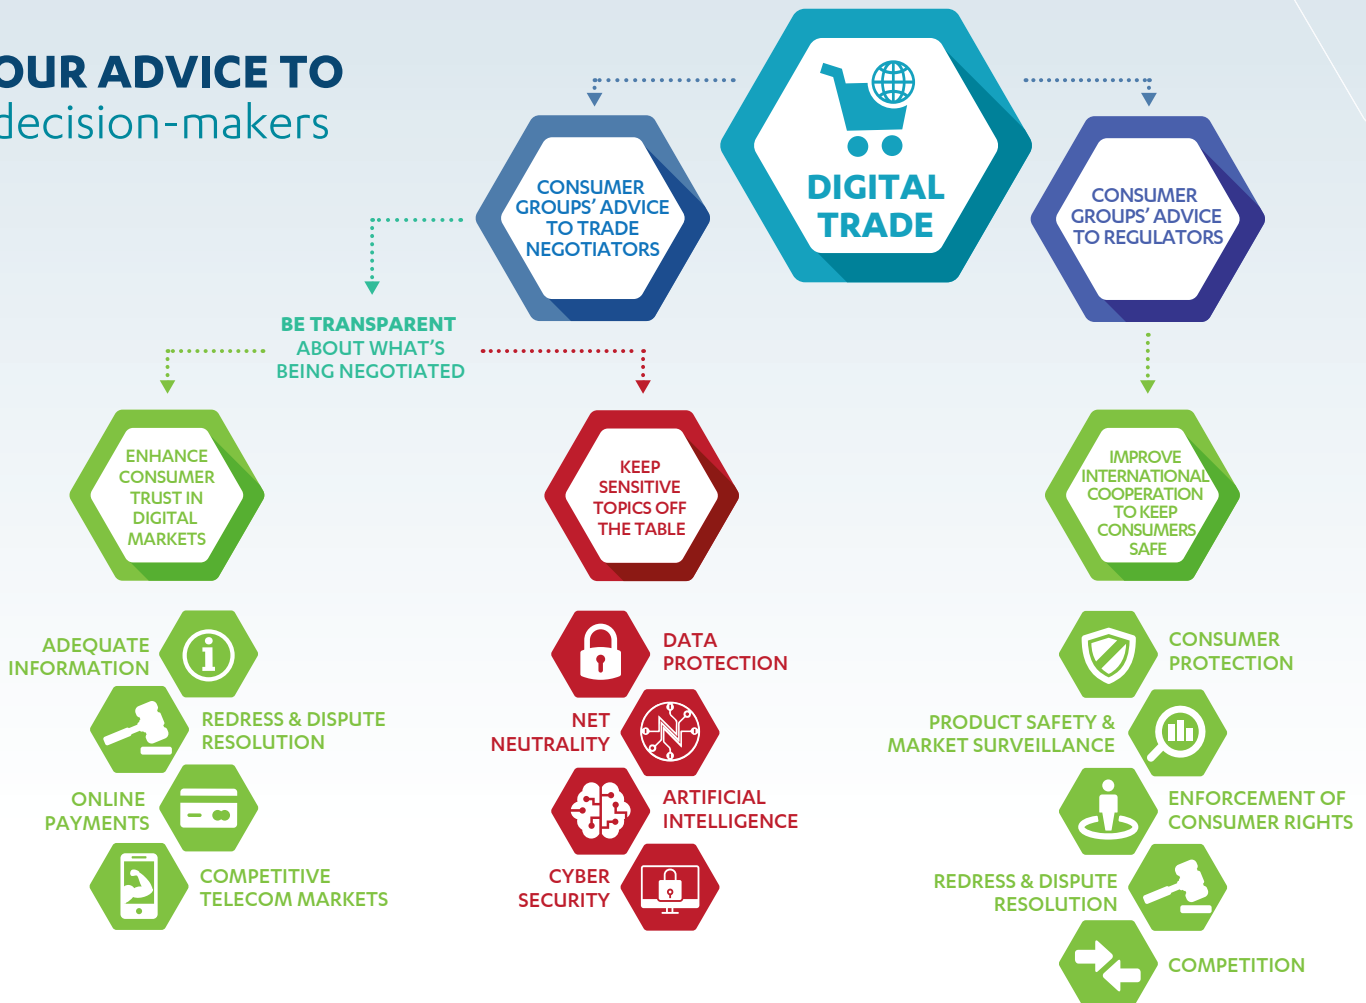 OUR ADVICE TO
decision-makers
DIGITAL
TRADE
CONSUMER
GROUPS' ADVICE
TO TRADE
NEGOTIATORS
CONSUMER
GROUPS' ADVICE
TO REGULATORS
BE TRANSPARENT
ABOUT WHAT'S
BEING NEGOTIATED
ENHANCE
CONSUMER
TRUST IN
DIGITAL
MARKETS
KEEP
SENSITIVE
TOPICS OFF
THE TABLE
IMPROVE
INTERNATIONAL
COOPERATION
TO KEEP
CONSUMERS
SAFE
ADEQUATE
INFORMATION
REDRESS & DISPUTE
RESOLUTION
ONLINE
PAYMENTS
COMPETITIVE
TELECOM MARKETS
DATA
PROTECTION
NET
NEUTRALITY
ARTIFICIAL
INTELLIGENCE
CYBER
SECURITY
CONSUMER
PROTECTION
PRODUCT SAFETY &
MARKET SURVEILLANCE
ENFORCEMENT OF
CONSUMER RIGHTS
REDRESS & DISPUTE
RESOLUTION
COMPETITION